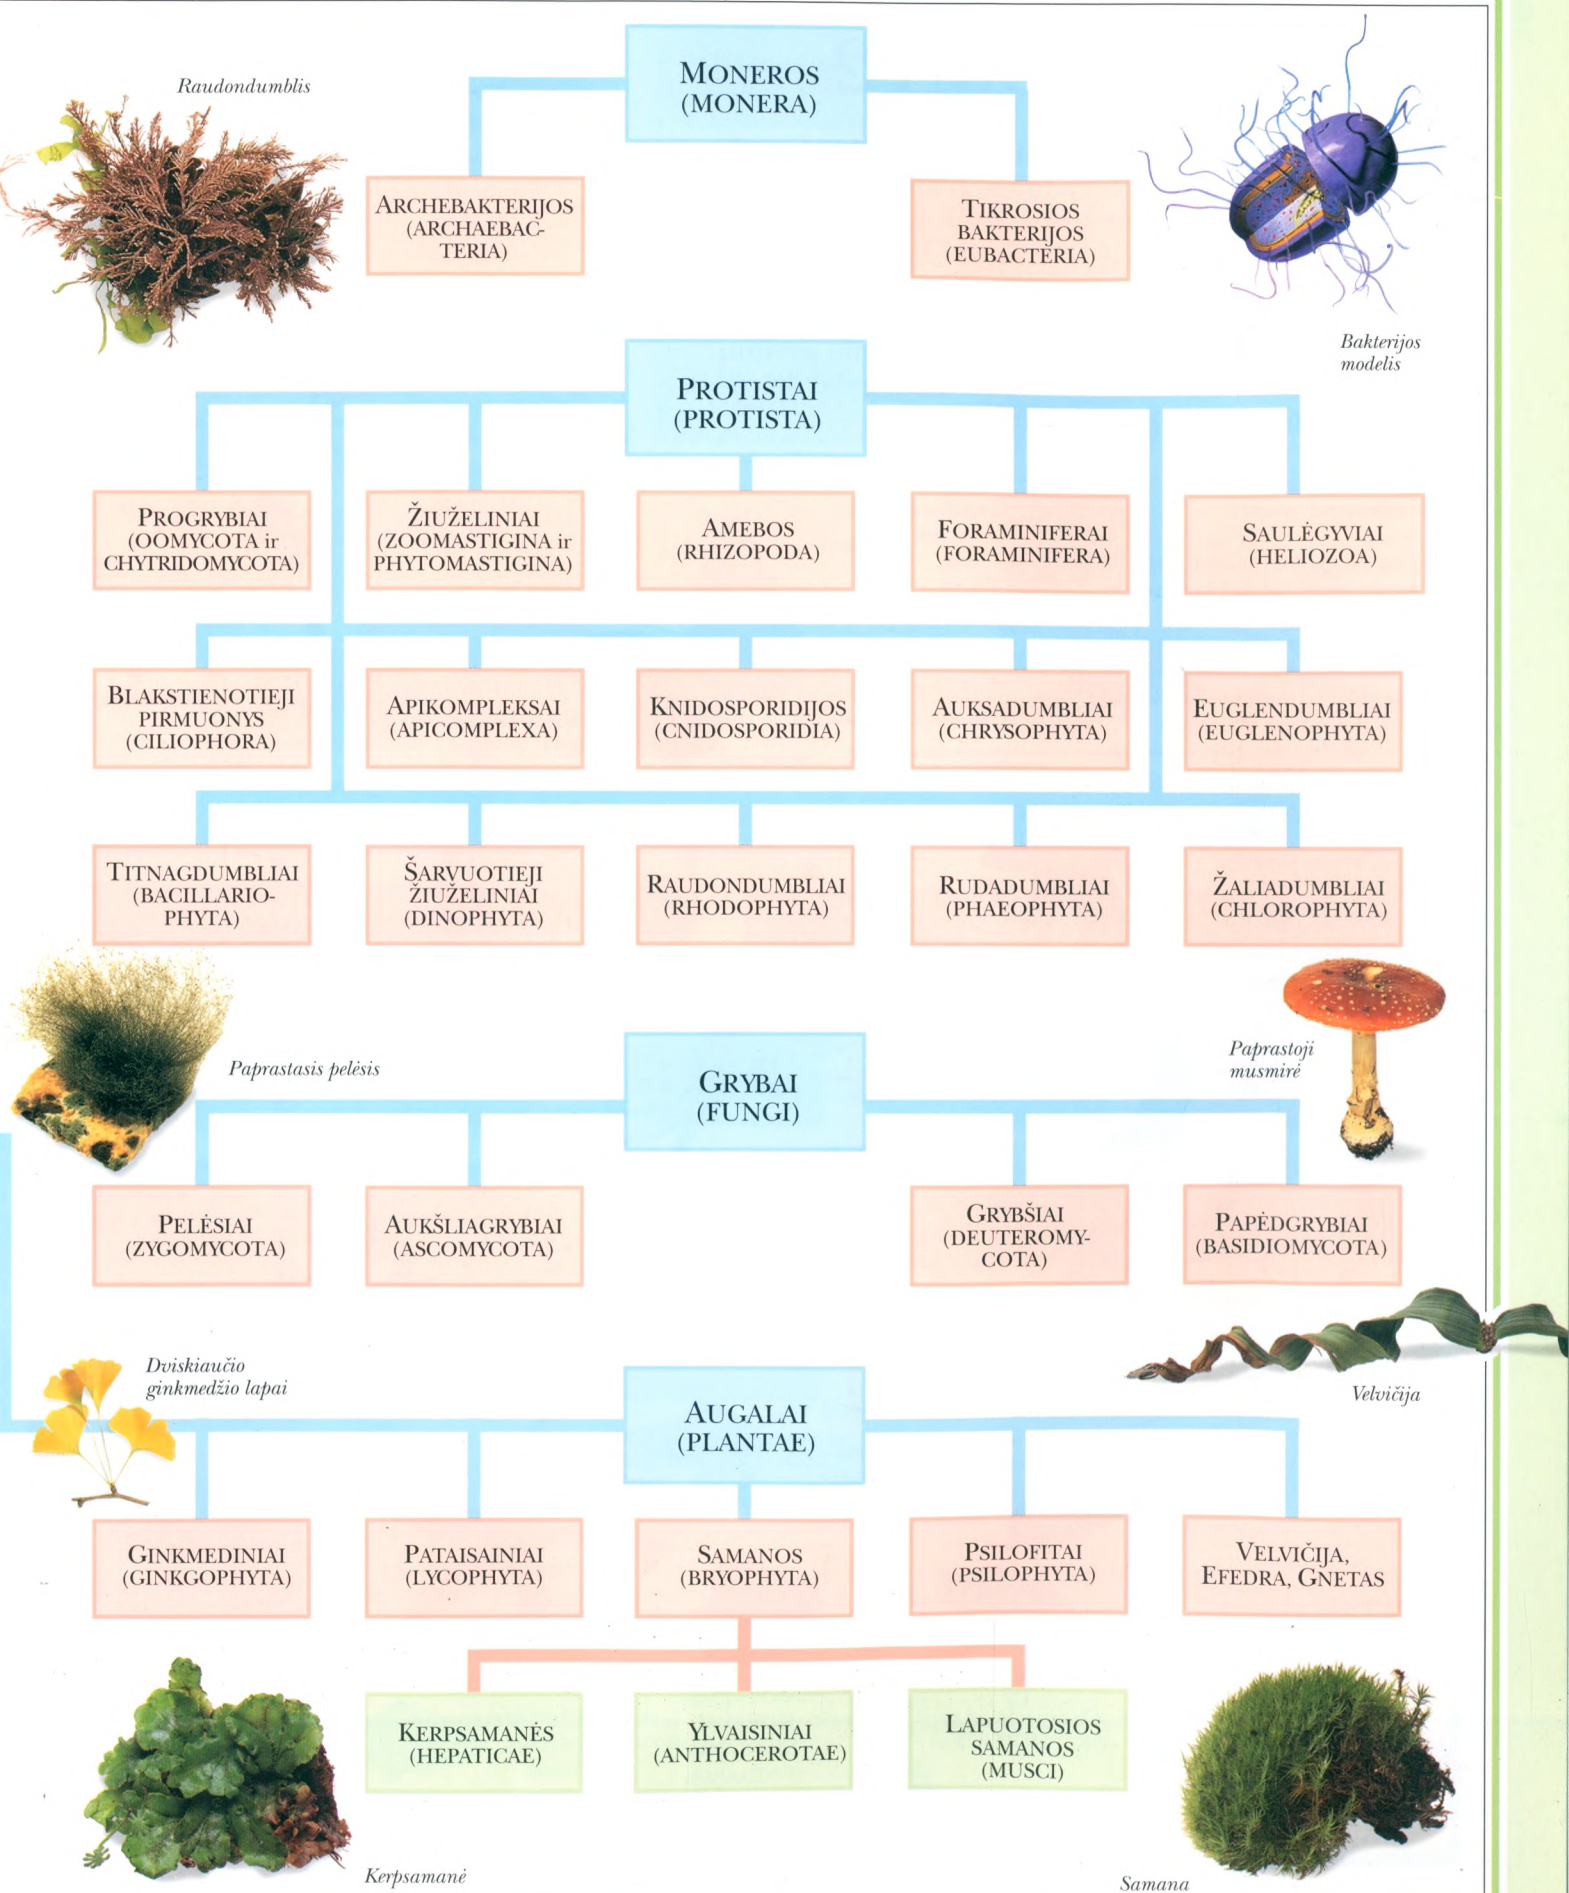 MONEROS
(MONERA)
Raudondumblis
ARCHEBAKTERIJOS
(ARCHAEBAC-
TERIA)
TIKROSIOS
BAKTERIJOS
(EUBACTERIA)
Bakterijos
modelis
PROTISTAI
(PROTISTA)
PROGRYBIAI
(OOMYCOTA ir
CHYTRIDOMYCOTA)
ŽIUŽELINIAI
(ZOOMASTIGINA ir
PHYTOMASTIGINA)
AMEBOS
(RHIZOPODA)
FORAMINIFERAI
(FORAMINIFERA)
SAULĖGYVIAI
(HELIOZOA)
BLAKSTIENOTIEJI
PIRMUONYS
(CILIOPHORA)
APIKOMPLEKSAI
(APICOMPLEXA)
KNIDOSPORIDIJOS
(CNIDOSPORIDIA)
AUKSADUMBLIAI
(CHRYSOPHYTA)
EUGLENDUMBLIAI
(EUGLENOPHYTA)
TITNAGDUMBLIAI
(BACILLARIO-
PHYTA)
ŠARVUOTIEJI
ŽIUŽELINIAI
(DINOPHYTA)
RAUDONDUMBLIAI
(RHODOPHYTA)
RUDADUMBLIAI
(PHAEOPHYTA)
ŽALIADUMBLIAI
(CHLOROPHYTA)
Paprastasis pelėsis
GRYBAI
(FUNGI)
Paprastoji
musmirė
PELĖSIAI
(ZYGOMYCOTA)
AUKŠLIAGRYBIAI
(ASCOMYCOTA)
GRYBŠIAI
(DEUTEROMY-
COTA)
PAPĖDGRYBIAI
(BASIDIOMYCOTA)
Dviskiaučio
ginkmedžio lapai
Velvičija
AUGALAI
(PLANTAE)
GINKMEDINIAI
(GINKGOPHYTA)
PATAISAINIAI
(LYCOPHYTA)
SAMANOS
(BRYOPHYTA)
PSILOFITAI
(PSILOPHYTA)
VELVIČIJA,
EFEDRA, GNETAS
KERPSAMANĖS
(HEPATICAE)
YLVAISINIAI
(ANTHOCEROTAE)
LAPUOTOSIOS
SAMANOS
(MUSCI)
Kerpsamanė
Samana